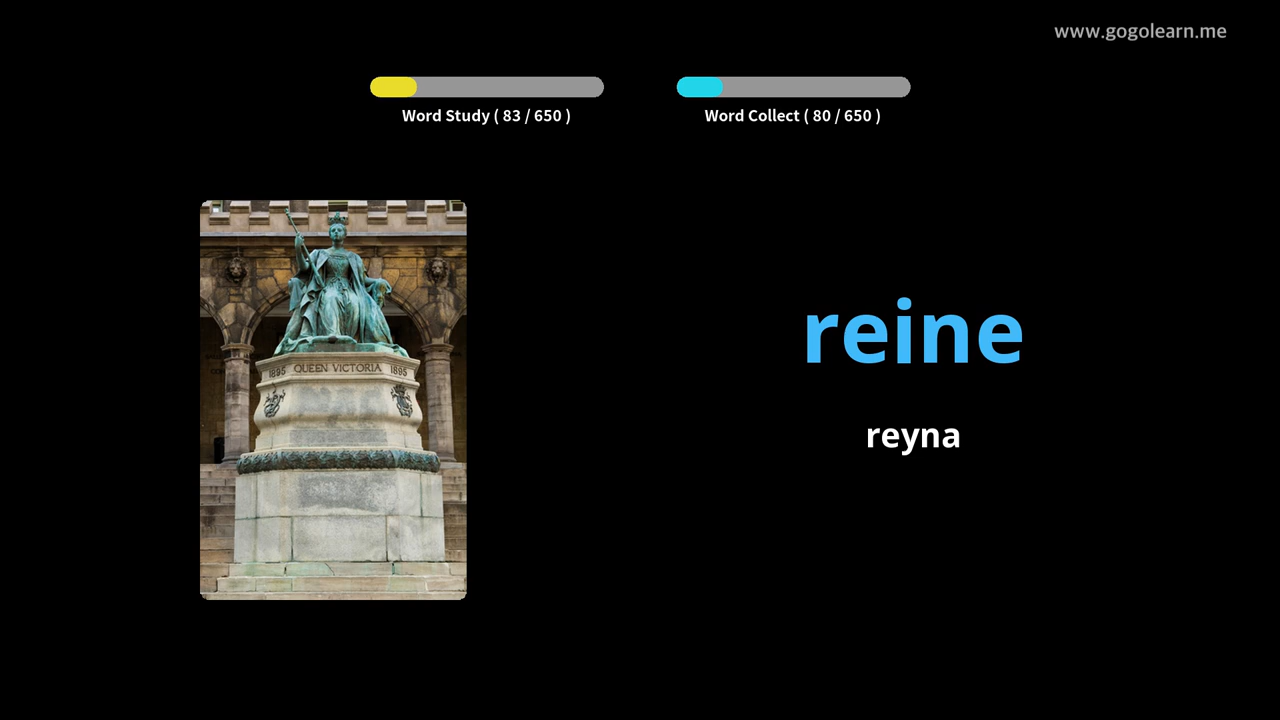 www.gogolearn.me
Word Study ( 83 / 650 )
Word Collect ( 80 / 650 )
1895 QUEEN VICTORIA 1895
reine
reyna